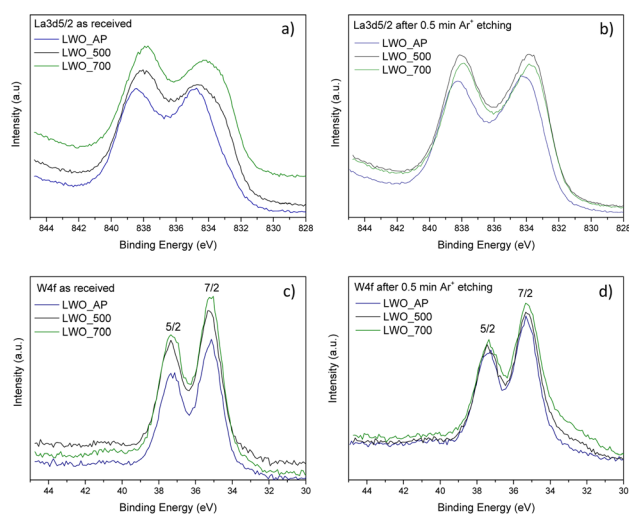 La3d5/2 as received
a)
LWO_AP
LWO_500
LWO_700
Intensity (a.u.)
844 842 840 838 836 834 832 830 828
Binding Energy (eV)
La3d5/2 after 0.5 min Ar⁺ etching
b)
LWO_AP
LWO_500
LWO_700
Intensity (a.u.)
844 842 840 838 836 834 832 830 828
Binding Energy (eV)
W4f as received
c)
LWO_AP
LWO_500
LWO_700
7/2
5/2
Intensity (a.u.)
44 42 40 38 36 34 32 30
Binding Energy (eV)
W4f after 0.5 min Ar⁺ etching
d)
LWO_AP
LWO_500
LWO_700
7/2
5/2
Intensity (a.u.)
44 42 40 38 36 34 32 30
Binding Energy (eV)